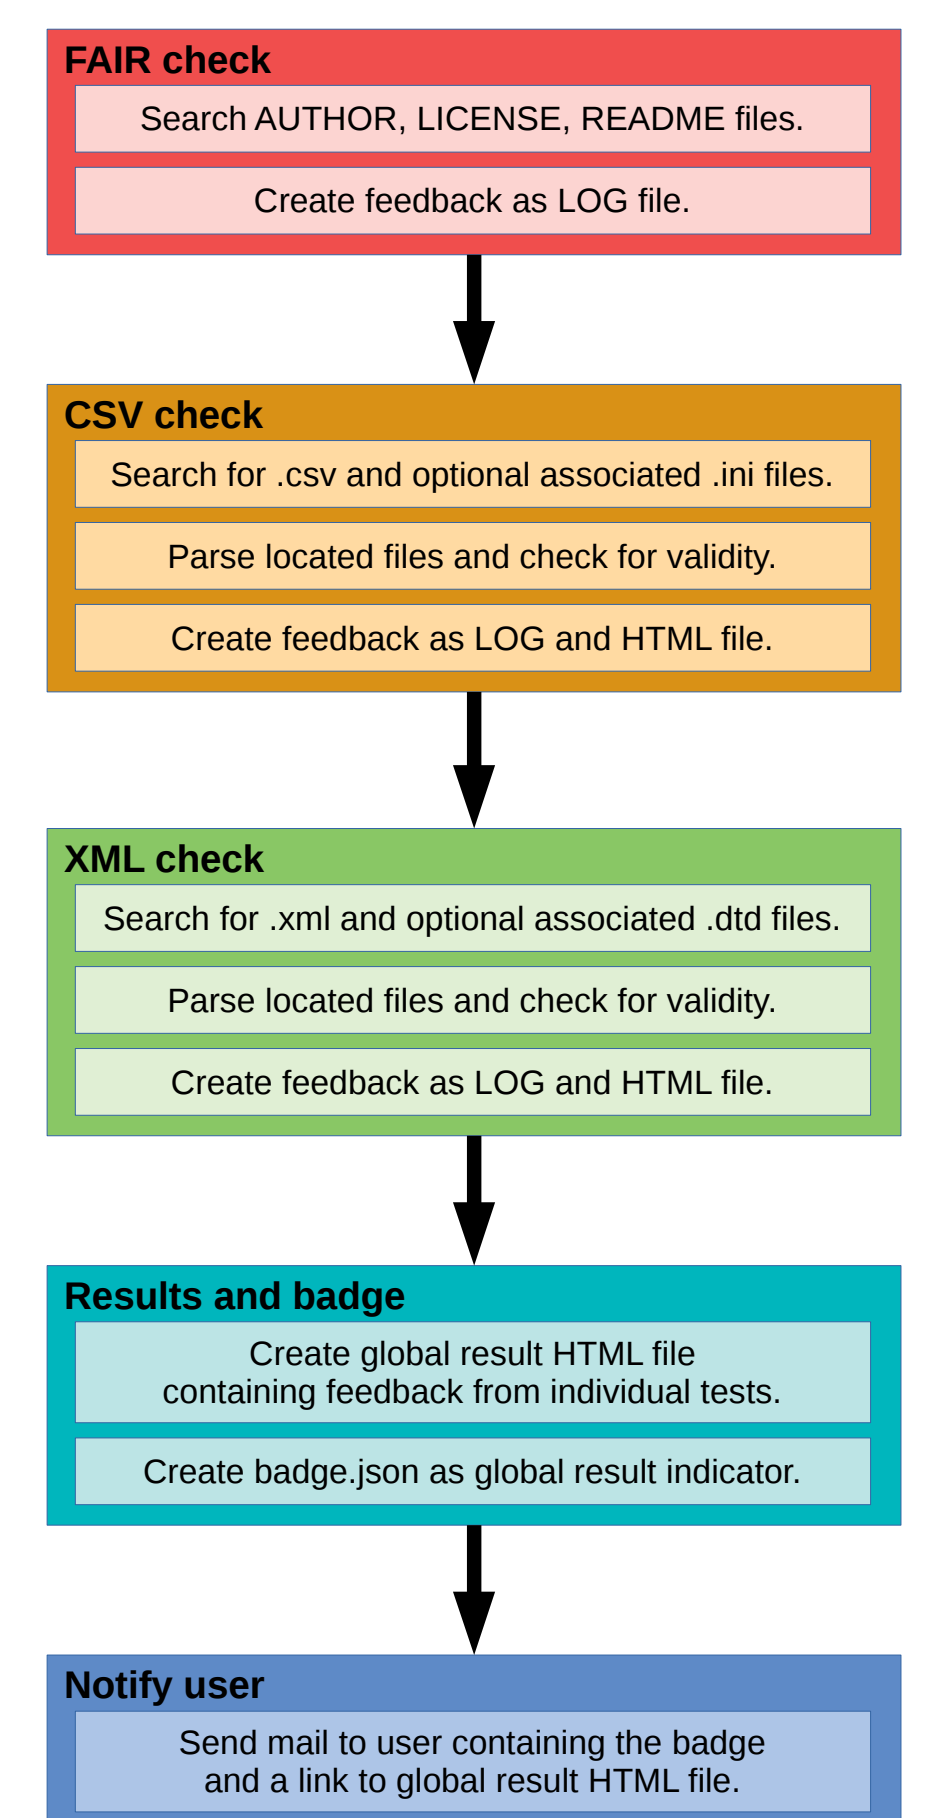 FAIR check
Search AUTHOR, LICENSE, README files.
Create feedback as LOG file.
CSV check
Search for .csv and optional associated .ini files.
Parse located files and check for validity.
Create feedback as LOG and HTML file.
XML check
Search for .xml and optional associated .dtd files.
Parse located files and check for validity.
Create feedback as LOG and HTML file.
Results and badge
Create global result HTML file
containing feedback from individual tests.
Create badge.json as global result indicator.
Notify user
Send mail to user containing the badge
and a link to global result HTML file.